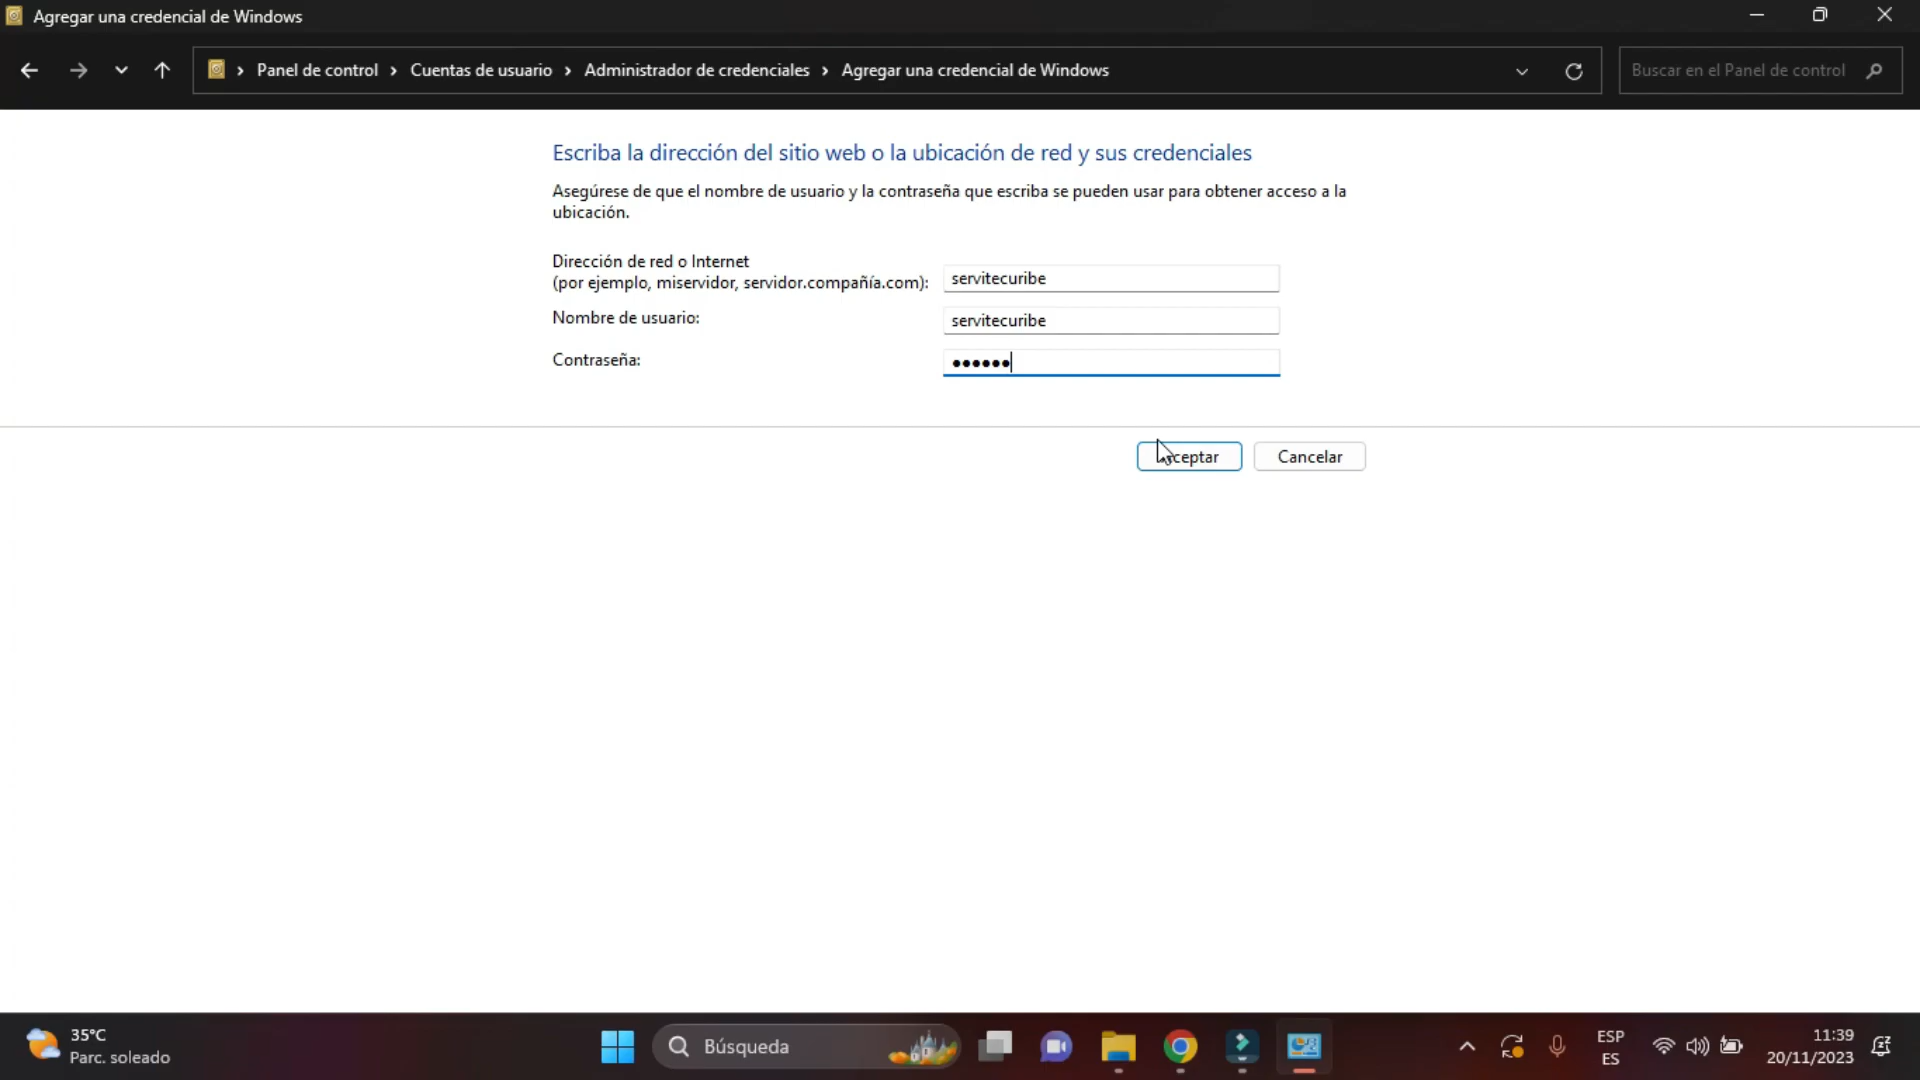 Agregar una credencial de Windows
Panel de control › Cuentas de usuario › Administrador de credenciales › Agregar una credencial de Windows
Buscar en el Panel de control
Escriba la dirección del sitio web o la ubicación de red y sus credenciales
Asegúrese de que el nombre de usuario y la contraseña que escriba se pueden usar para obtener acceso a la
ubicación.
Dirección de red o Internet
(por ejemplo, miservidor, servidor.compañía.com):
servitecuribe
Nombre de usuario:
servitecuribe
Contraseña:
••••••
Aceptar
Cancelar
35°C
Parc. soleado
Búsqueda
ESP
ES
11:39
20/11/2023